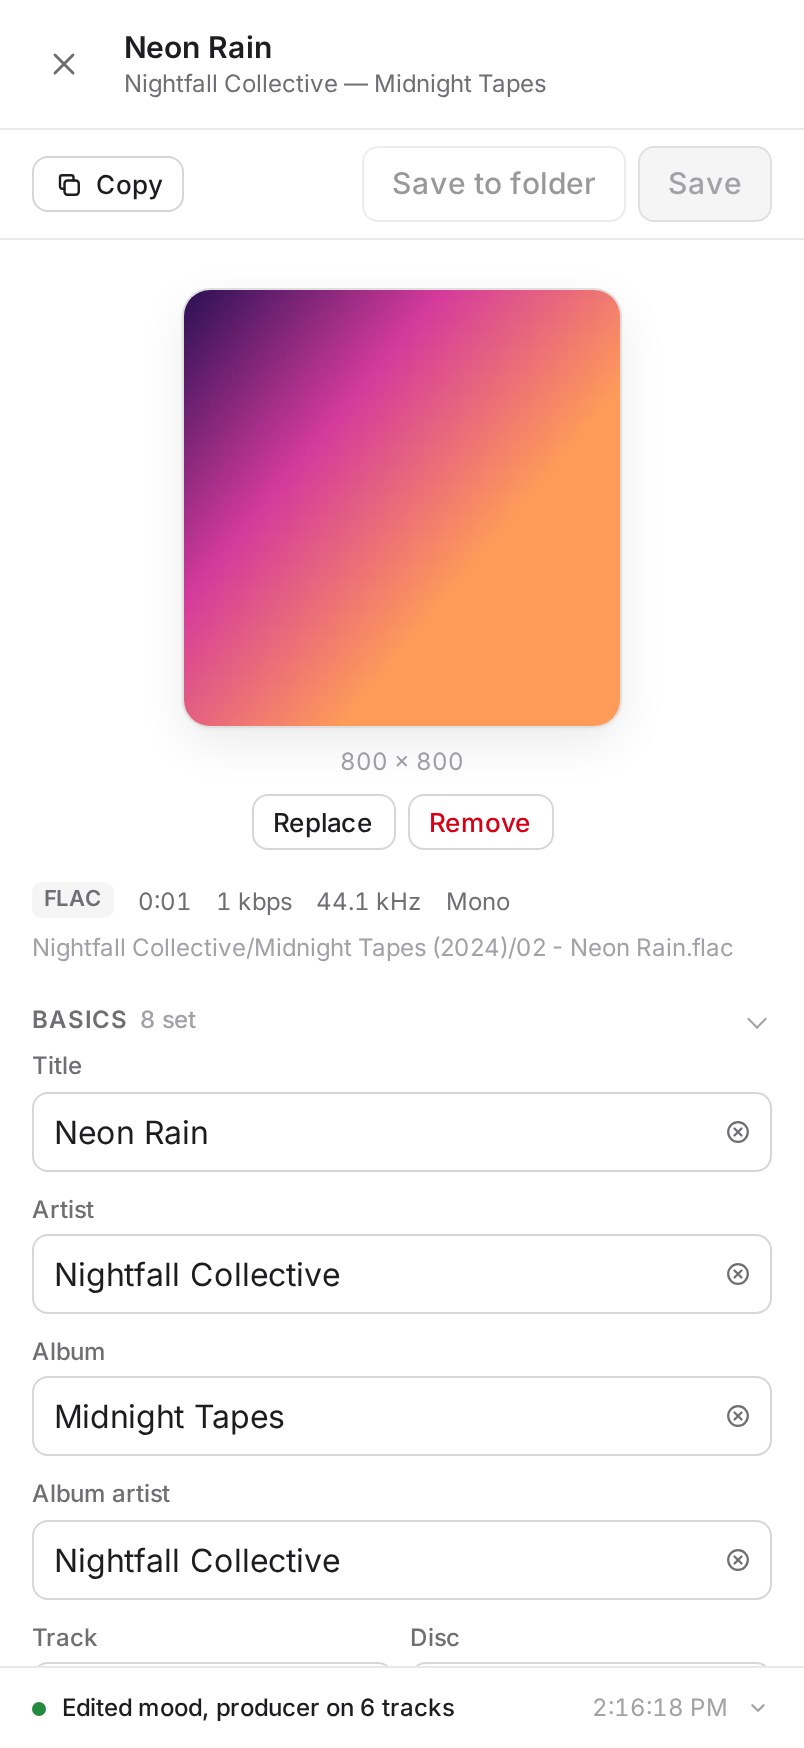 Neon Rain
Nightfall Collective — Midnight Tapes
Copy
Save to folder
Save
800 × 800
Replace
Remove
FLAC 0:01 1 kbps 44.1 kHz Mono
Nightfall Collective/Midnight Tapes (2024)/02 - Neon Rain.flac
BASICS 8 set
Title
Neon Rain
Artist
Nightfall Collective
Album
Midnight Tapes
Album artist
Nightfall Collective
Track
Disc
Edited mood, producer on 6 tracks 2:16:18 PM